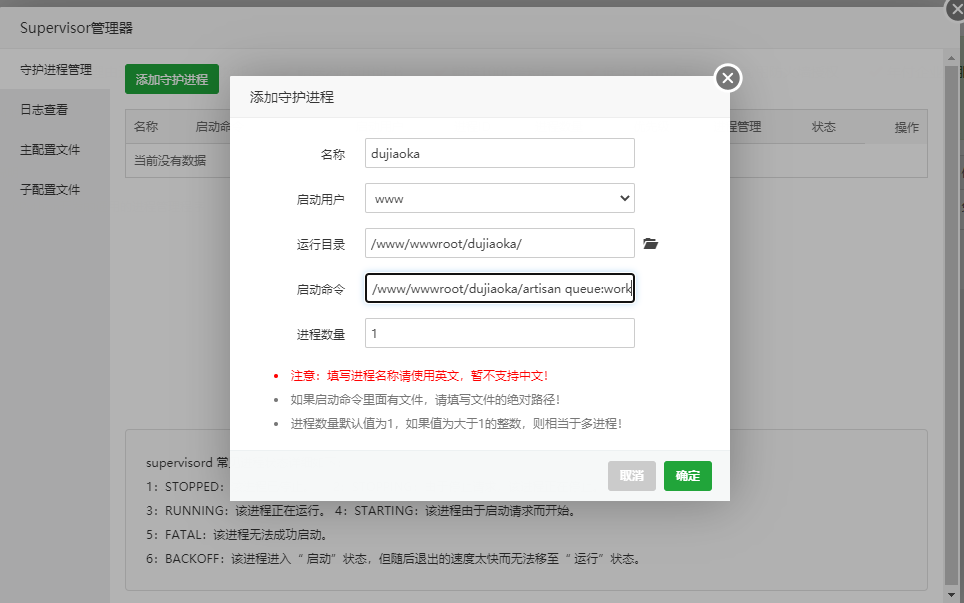 Supervisor管理器
守护进程管理
日志查看
主配置文件
子配置文件
添加守护进程
名称 启动命 程管理 状态 操作
当前没有数据
添加守护进程
名称 dujiaoka
启动用户 www
运行目录 /www/wwwroot/dujiaoka/
启动命令 /www/wwwroot/dujiaoka/artisan queue:work
进程数量 1
注意：填写进程名称请使用英文，暂不支持中文！
如果启动命令里面有文件，请填写文件的绝对路径！
进程数量默认值为1，如果值为大于1的整数，则相当于多进程！
取消 确定
supervisord 常
1：STOPPED：
3：RUNNING：该进程正在运行。 4：STARTING：该进程由于启动请求而开始。
5：FATAL：该进程无法成功启动。
6：BACKOFF：该进程进入“ 启动”状态，但随后退出的速度太快而无法移至“ 运行”状态。